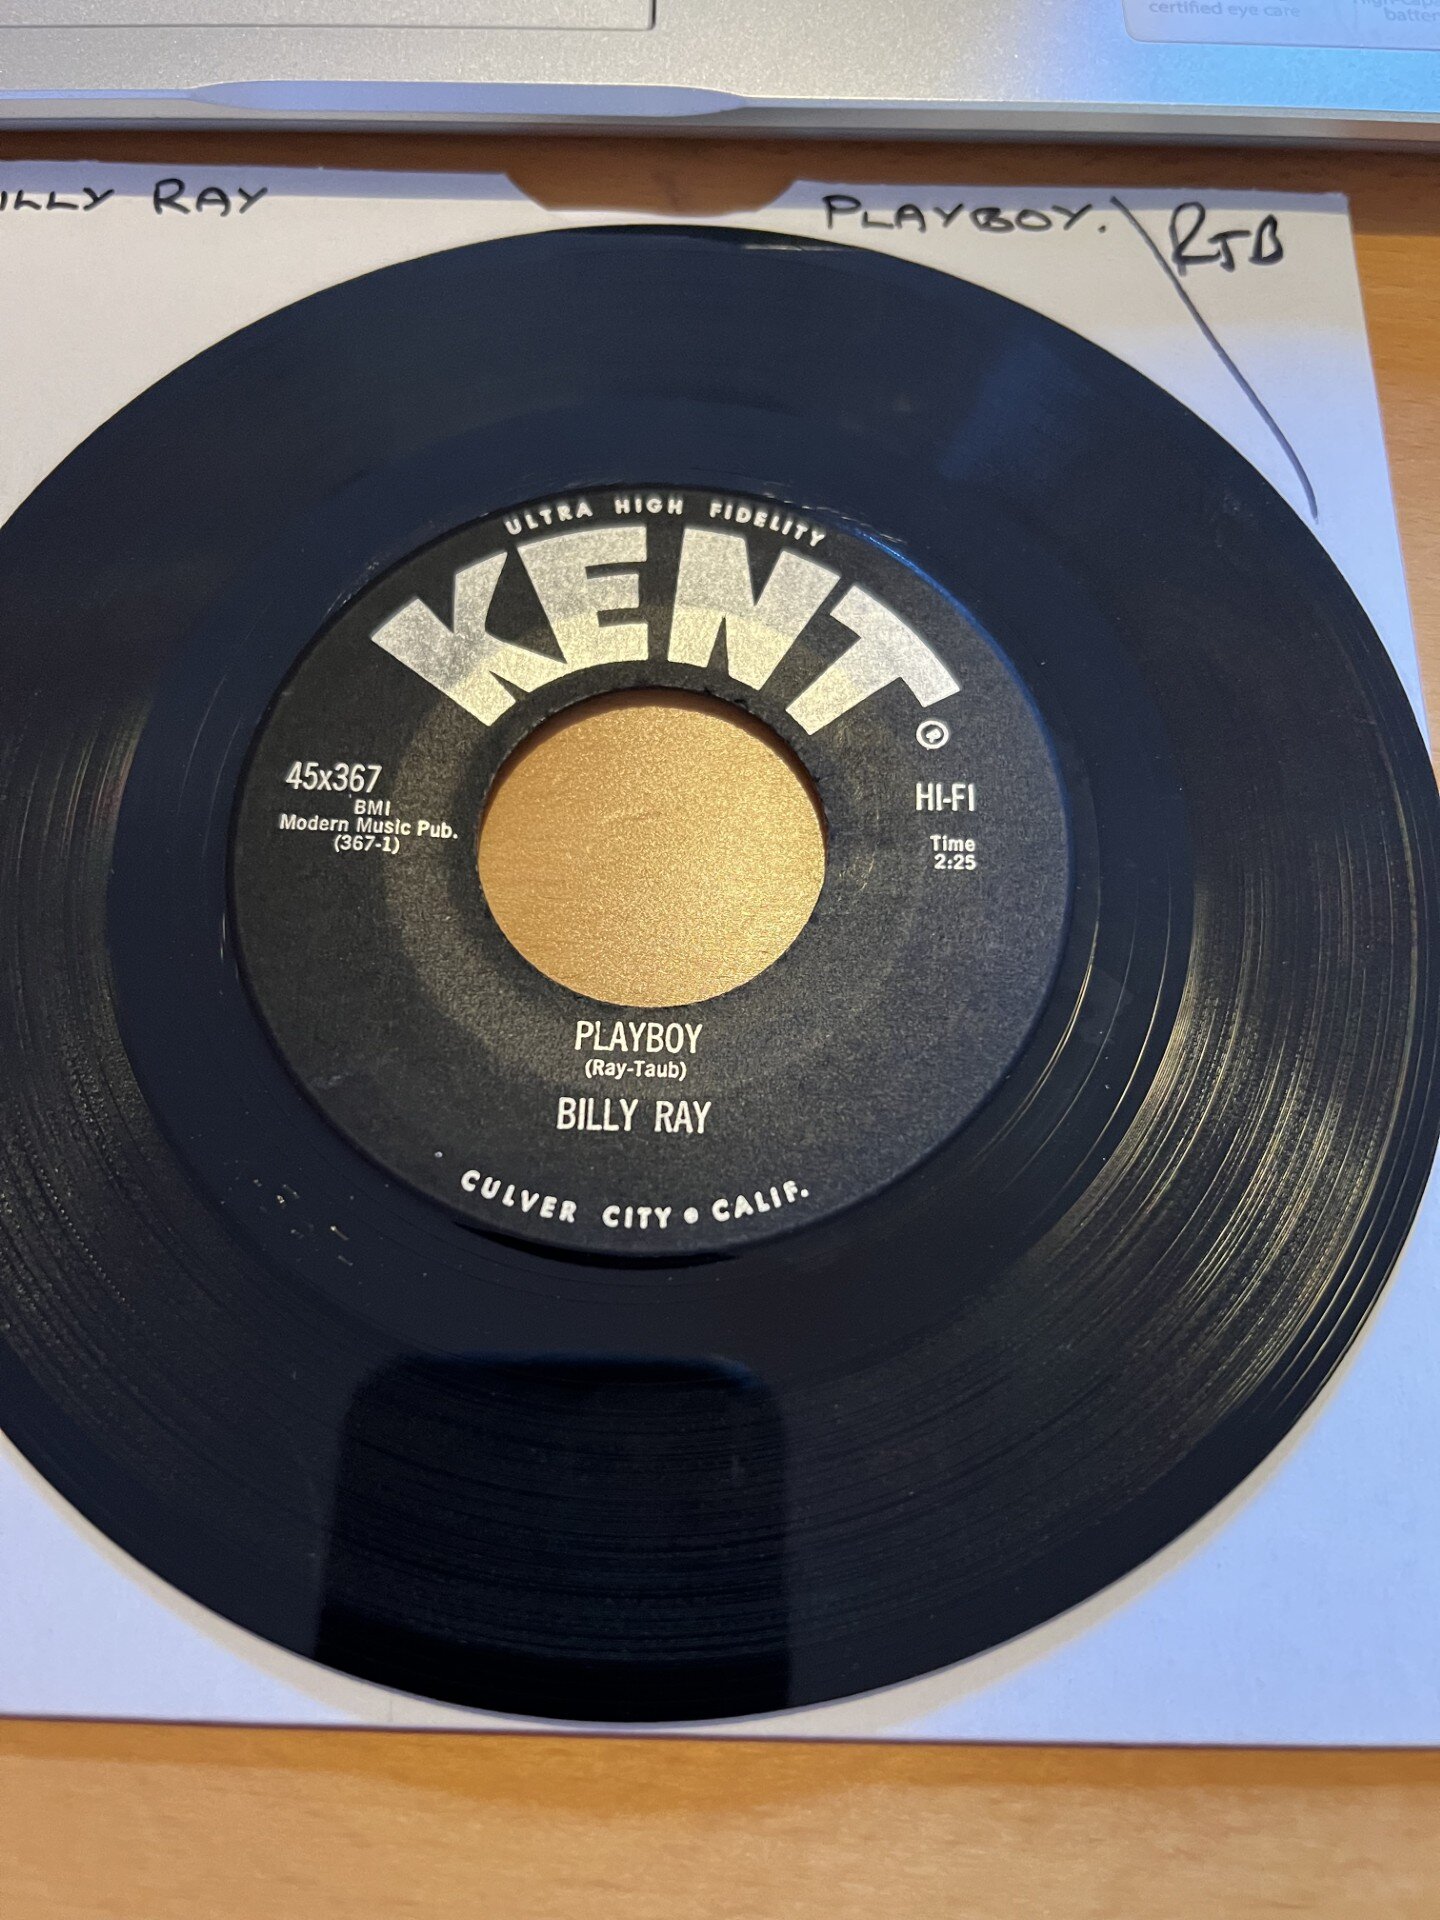 certified eye care
ILLY RAY
PLAYBOY. RJB
ULTRA HIGH FIDELITY
KENT
45x367
BMI
Modern Music Pub.
(367-1)
HI-FI
Time
2:25
PLAYBOY
(Ray-Taub)
BILLY RAY
CULVER CITY • CALIF.